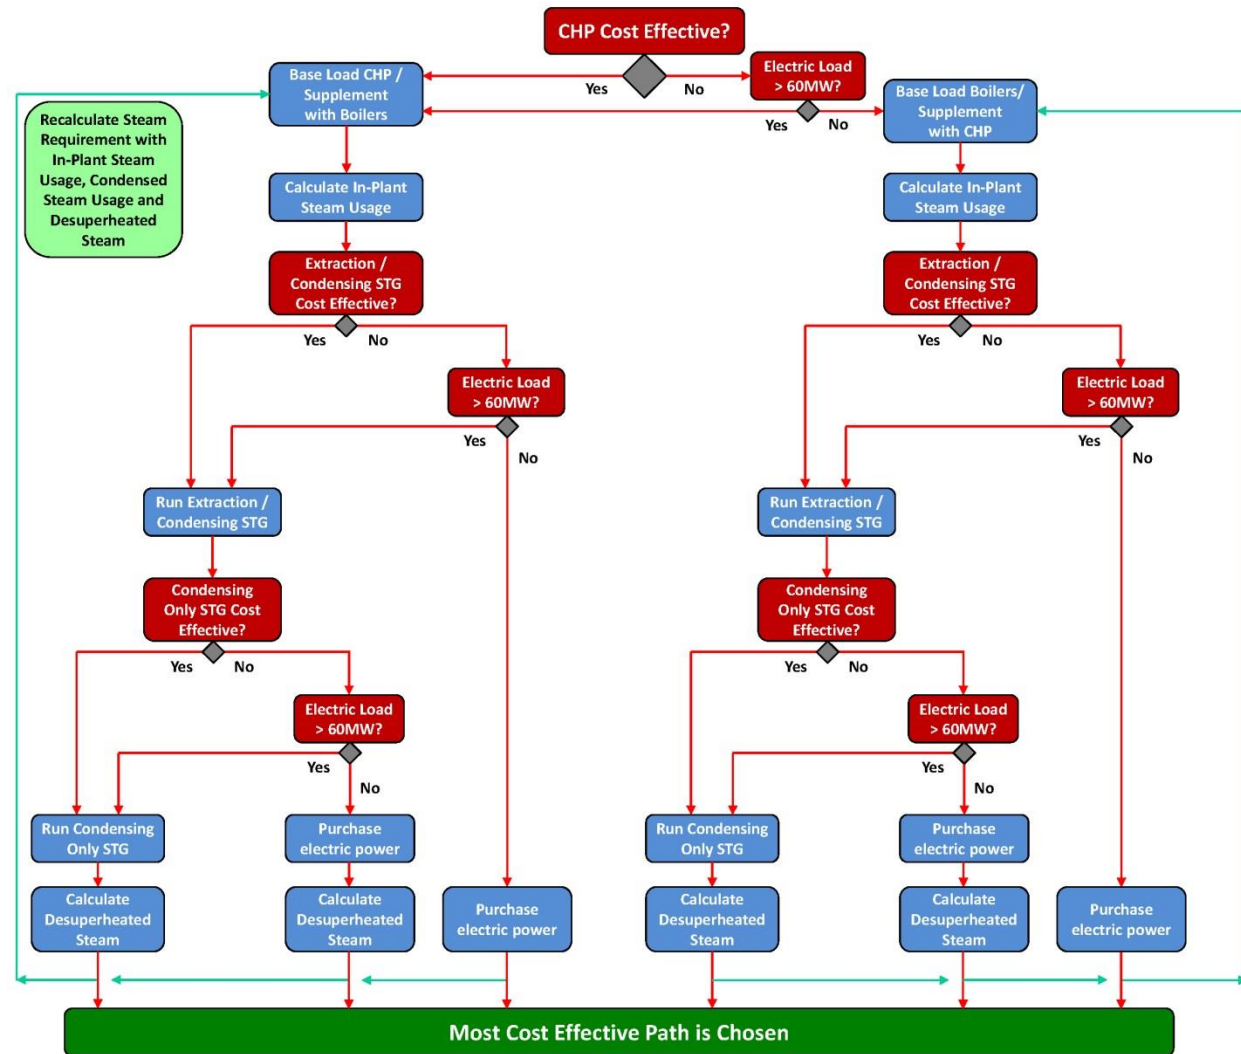 CHP Cost Effective?
Yes
No
Electric Load
> 60MW?
Yes
No
Base Load CHP /
Supplement
with Boilers
Base Load Boilers/
Supplement
with CHP
Recalculate Steam
Requirement with
In-Plant Steam
Usage, Condensed
Steam Usage and
Desuperheated
Steam
Calculate In-Plant
Steam Usage
Extraction /
Condensing STG
Cost Effective?
Yes
No
Electric Load
> 60MW?
Yes
No
Run Extraction /
Condensing STG
Condensing
Only STG Cost
Effective?
Yes
No
Electric Load
> 60MW?
Yes
No
Run Condensing
Only STG
Purchase
electric power
Calculate
Desuperheated
Steam
Calculate
Desuperheated
Steam
Purchase
electric power
Calculate In-Plant
Steam Usage
Extraction /
Condensing STG
Cost Effective?
Yes
No
Electric Load
> 60MW?
Yes
No
Run Extraction /
Condensing STG
Condensing
Only STG Cost
Effective?
Yes
No
Electric Load
> 60MW?
Yes
No
Run Condensing
Only STG
Purchase
electric power
Calculate
Desuperheated
Steam
Calculate
Desuperheated
Steam
Purchase
electric power
Most Cost Effective Path is Chosen